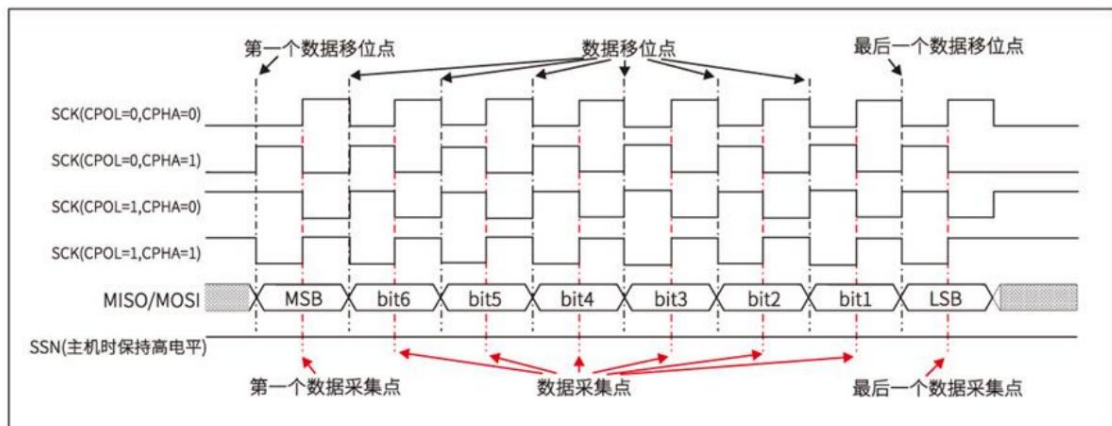 第一个数据移位点
数据移位点
最后一个数据移位点
SCK(CPOL=0,CPHA=0)
SCK(CPOL=0,CPHA=1)
SCK(CPOL=1,CPHA=0)
SCK(CPOL=1,CPHA=1)
MISO/MOSI MSB bit6 bit5 bit4 bit3 bit2 bit1 LSB
SSN(主机时保持高电平)
第一个数据采集点
数据采集点
最后一个数据采集点